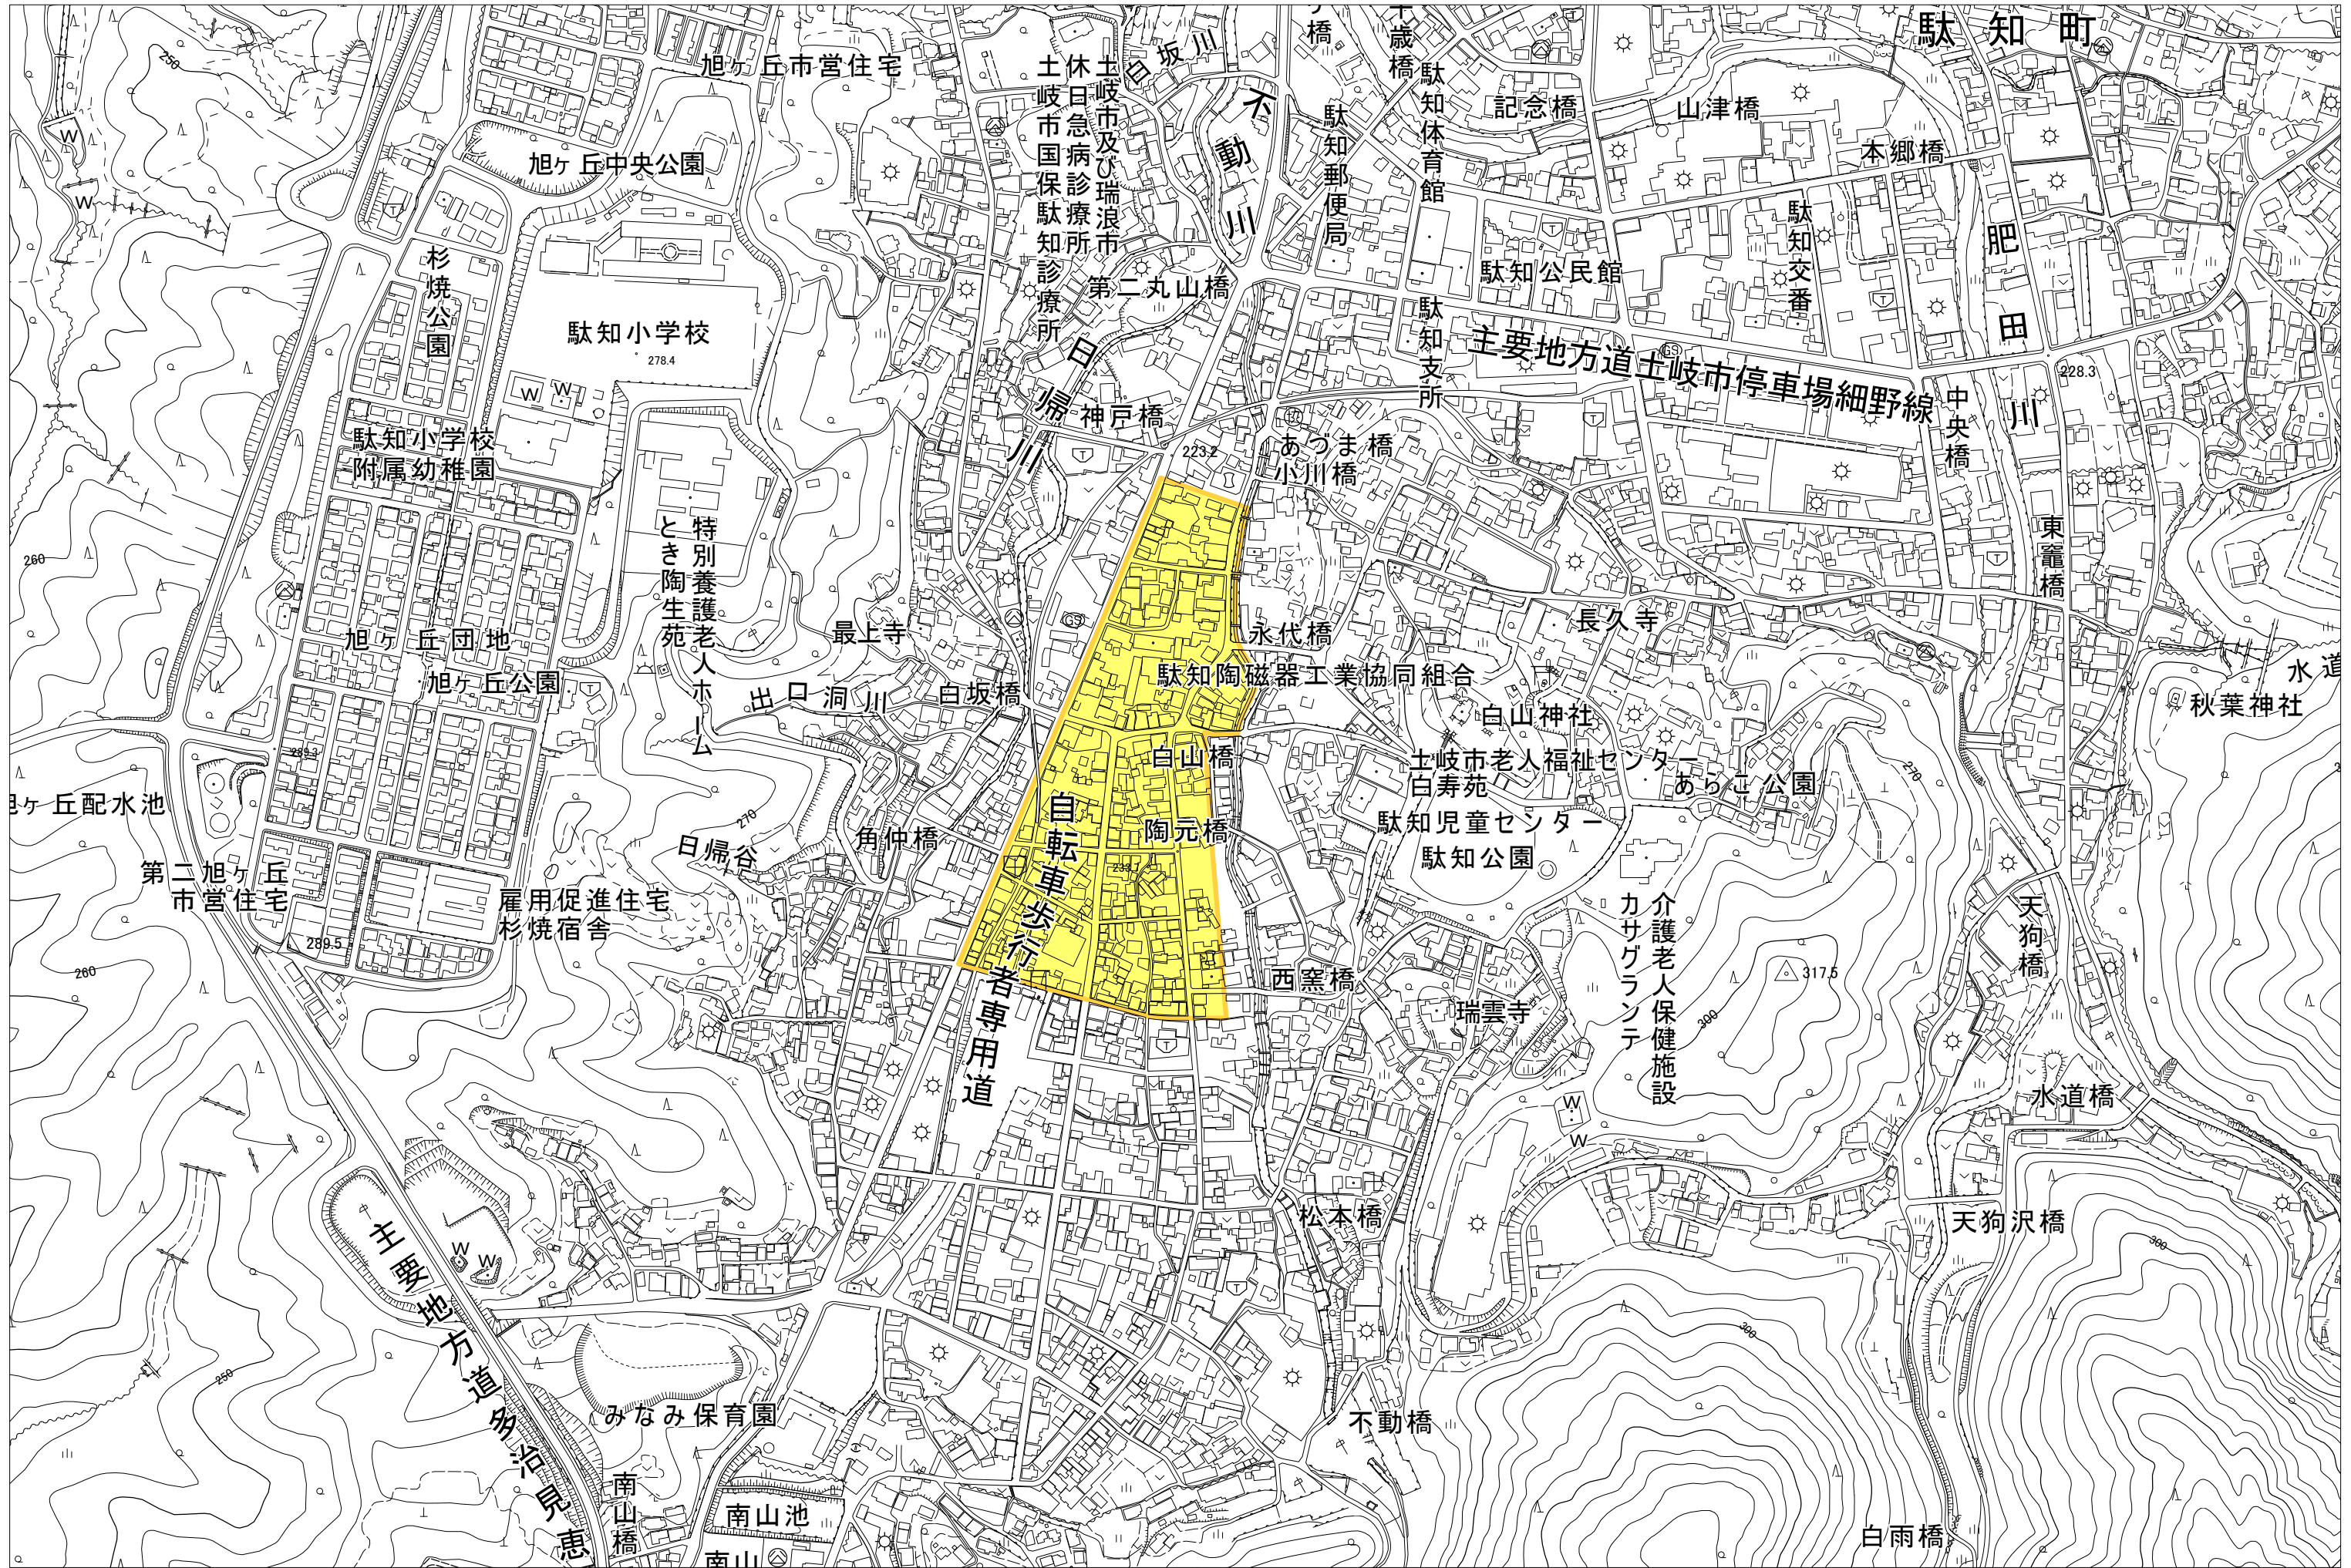 駄知町
旭ヶ丘市営住宅
土岐市及び瑞浪市
休日急病診療所
土岐市国保駄知診療所
日坂川
不動川
千歳橋
駄知体育館
駄知郵便局
記念橋
山津橋
本郷橋
旭ヶ丘中央公園
杉焼公園
駄知小学校
278.4
第二丸山橋
駄知公民館
駄知交番
肥田川
駄知支所
主要地方道土岐市停車場細野線
GS
228.3
中央橋
日帰川
神戸橋
223.2
あづま橋
小川橋
駄知小学校
附属幼稚園
特別養護老人ホーム
とき陶生苑
東竈橋
260
最上寺
GS
永代橋
長久寺
旭ヶ丘団地
旭ヶ丘公園
駄知陶磁器工業協同組合
出口洞川
白坂橋
白山神社
水道
秋葉神社
289.3
白山橋
土岐市老人福祉センター
白寿苑
あらこ公園
270
旭ヶ丘配水池
270
日帰谷
角仲橋
自転車歩行者専用道
陶元橋
駄知児童センター
駄知公園
第二旭ヶ丘
市営住宅
雇用促進住宅
杉焼宿舎
289.5
260
西窯橋
瑞雲寺
介護老人保健施設
カサグランテ
317.5
300
天狗橋
水道橋
松本橋
天狗沢橋
300
300
主要地方道多治見恵
250
250
みなみ保育園
不動橋
南山橋
南山池
南山
白雨橋
W
W
W
W
W
W
W
W